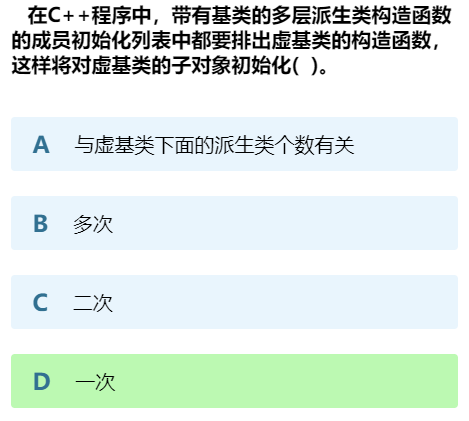 在C++程序中，带有基类的多层派生类构造函数
的成员初始化列表中都要排出虚基类的构造函数，
这样将对虚基类的子对象初始化( )。
A 与虚基类下面的派生类个数有关
B 多次
C 二次
D 一次